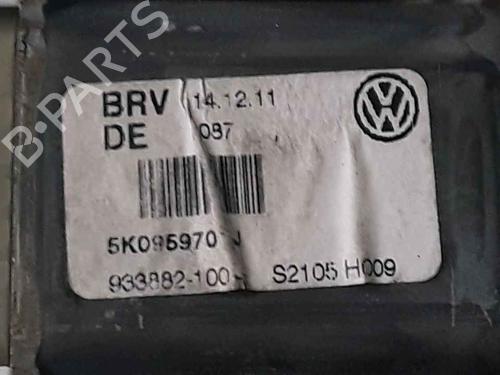 BRV 14.12.11
DE 087
5K0959701J
933882-100- S2105 H009
B-PARTS